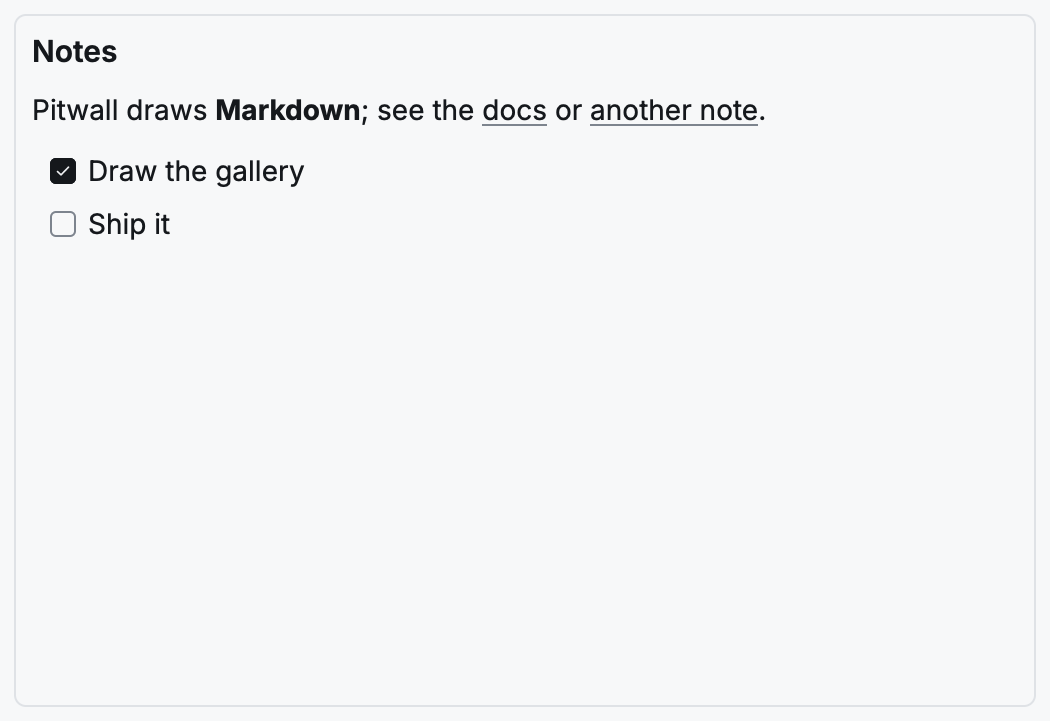 Notes
Pitwall draws Markdown; see the docs or another note.
Draw the gallery
Ship it